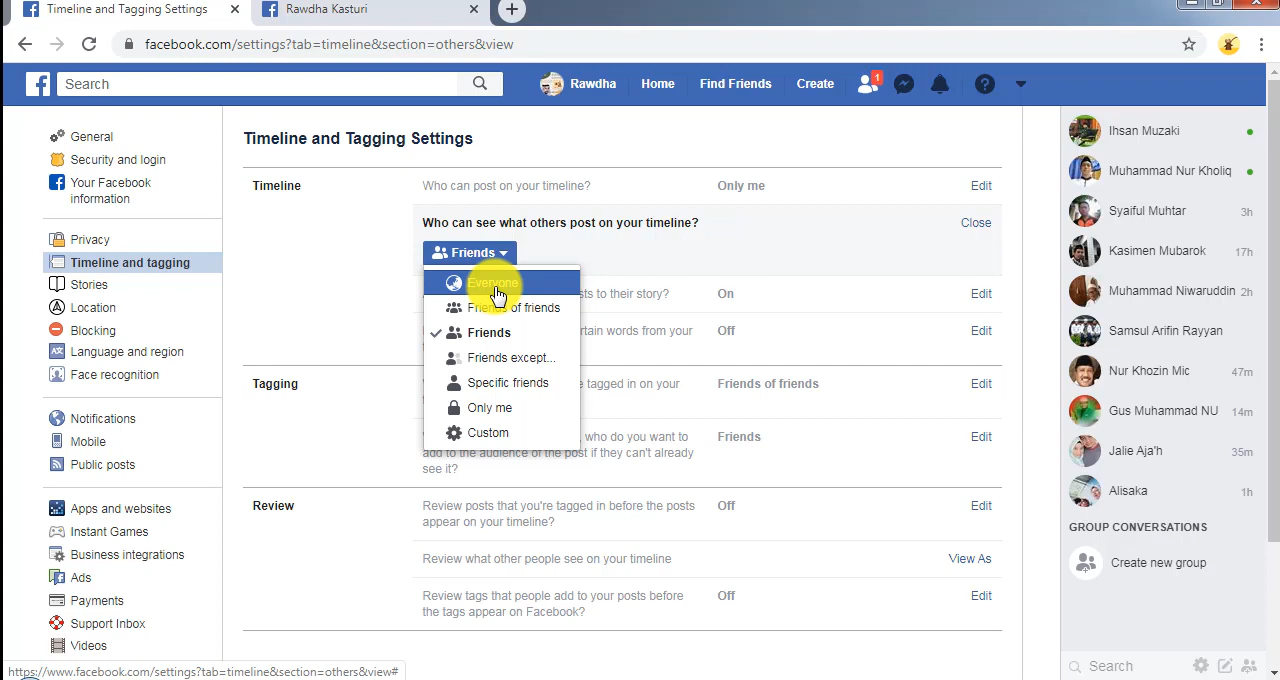 Timeline and Tagging Settings
Rawdha Kasturi
facebook.com/settings?tab=timeline&section=others&view
Search
Rawdha
Home
Find Friends
Create
1
General
Security and login
Your Facebook
information
Privacy
Timeline and tagging
Stories
Location
Blocking
Language and region
Face recognition
Notifications
Mobile
Public posts
Apps and websites
Instant Games
Business integrations
Ads
Payments
Support Inbox
Videos
Timeline and Tagging Settings
Timeline
Who can post on your timeline?
Only me
Edit
Who can see what others post on your timeline?
Close
Friends
Everyone
Friends of friends
Friends
Friends except...
Specific friends
Only me
Custom
sts to their story?
On
Edit
rtain words from your
Off
Edit
Tagging
e tagged in on your
Friends of friends
Edit
, who do you want to
add to the audience of the post if they can't already
see it?
Friends
Edit
Review
Review posts that you're tagged in before the posts
appear on your timeline?
Off
Edit
Review what other people see on your timeline
View As
Review tags that people add to your posts before
the tags appear on Facebook?
Off
Edit
Ihsan Muzaki
Muhammad Nur Kholiq
Syaiful Muhtar 3h
Kasimen Mubarok 17h
Muhammad Niwaruddin 2h
Samsul Arifin Rayyan
Nur Khozin Mic 47m
Gus Muhammad NU 14m
Jalie Aja'h 35m
Alisaka 1h
GROUP CONVERSATIONS
Create new group
Search
https://www.facebook.com/settings?tab=timeline&section=others&view#